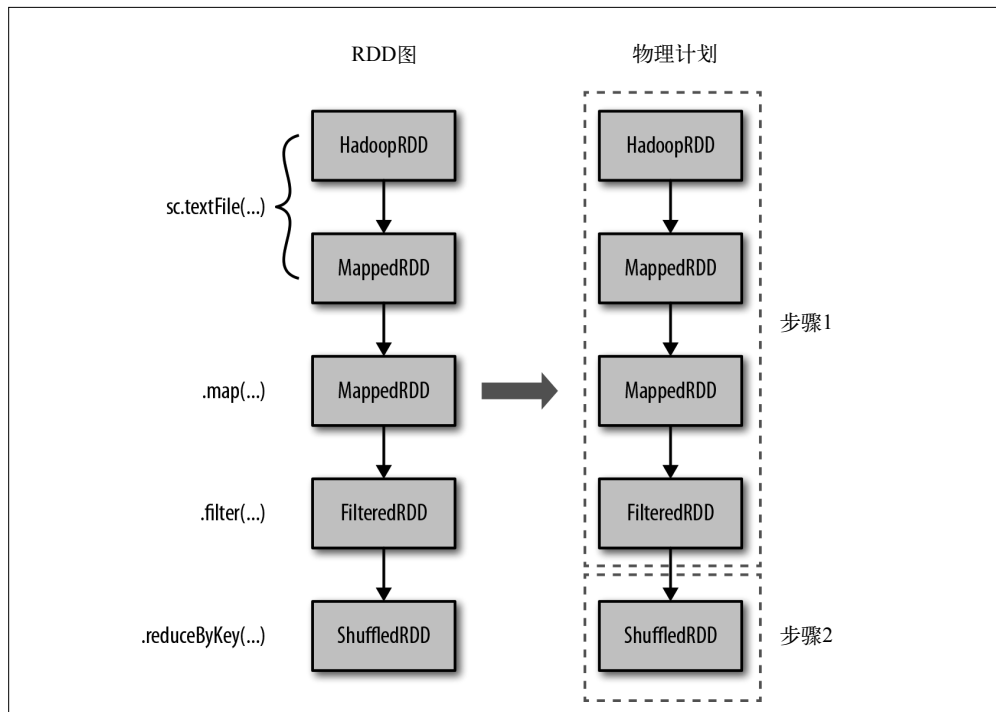 RDD图
物理计划
HadoopRDD
HadoopRDD
sc.textFile(...)
MappedRDD
MappedRDD
步骤1
.map(...)
MappedRDD
MappedRDD
.filter(...)
FilteredRDD
FilteredRDD
.reduceByKey(...)
ShuffledRDD
ShuffledRDD
步骤2